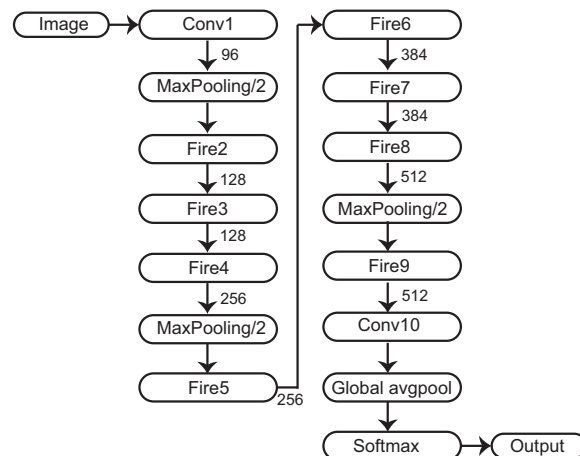 Image
Conv1
96
MaxPooling/2
Fire2
128
Fire3
128
Fire4
256
MaxPooling/2
Fire5
256
Fire6
384
Fire7
384
Fire8
512
MaxPooling/2
Fire9
512
Conv10
Global avgpool
Softmax
Output